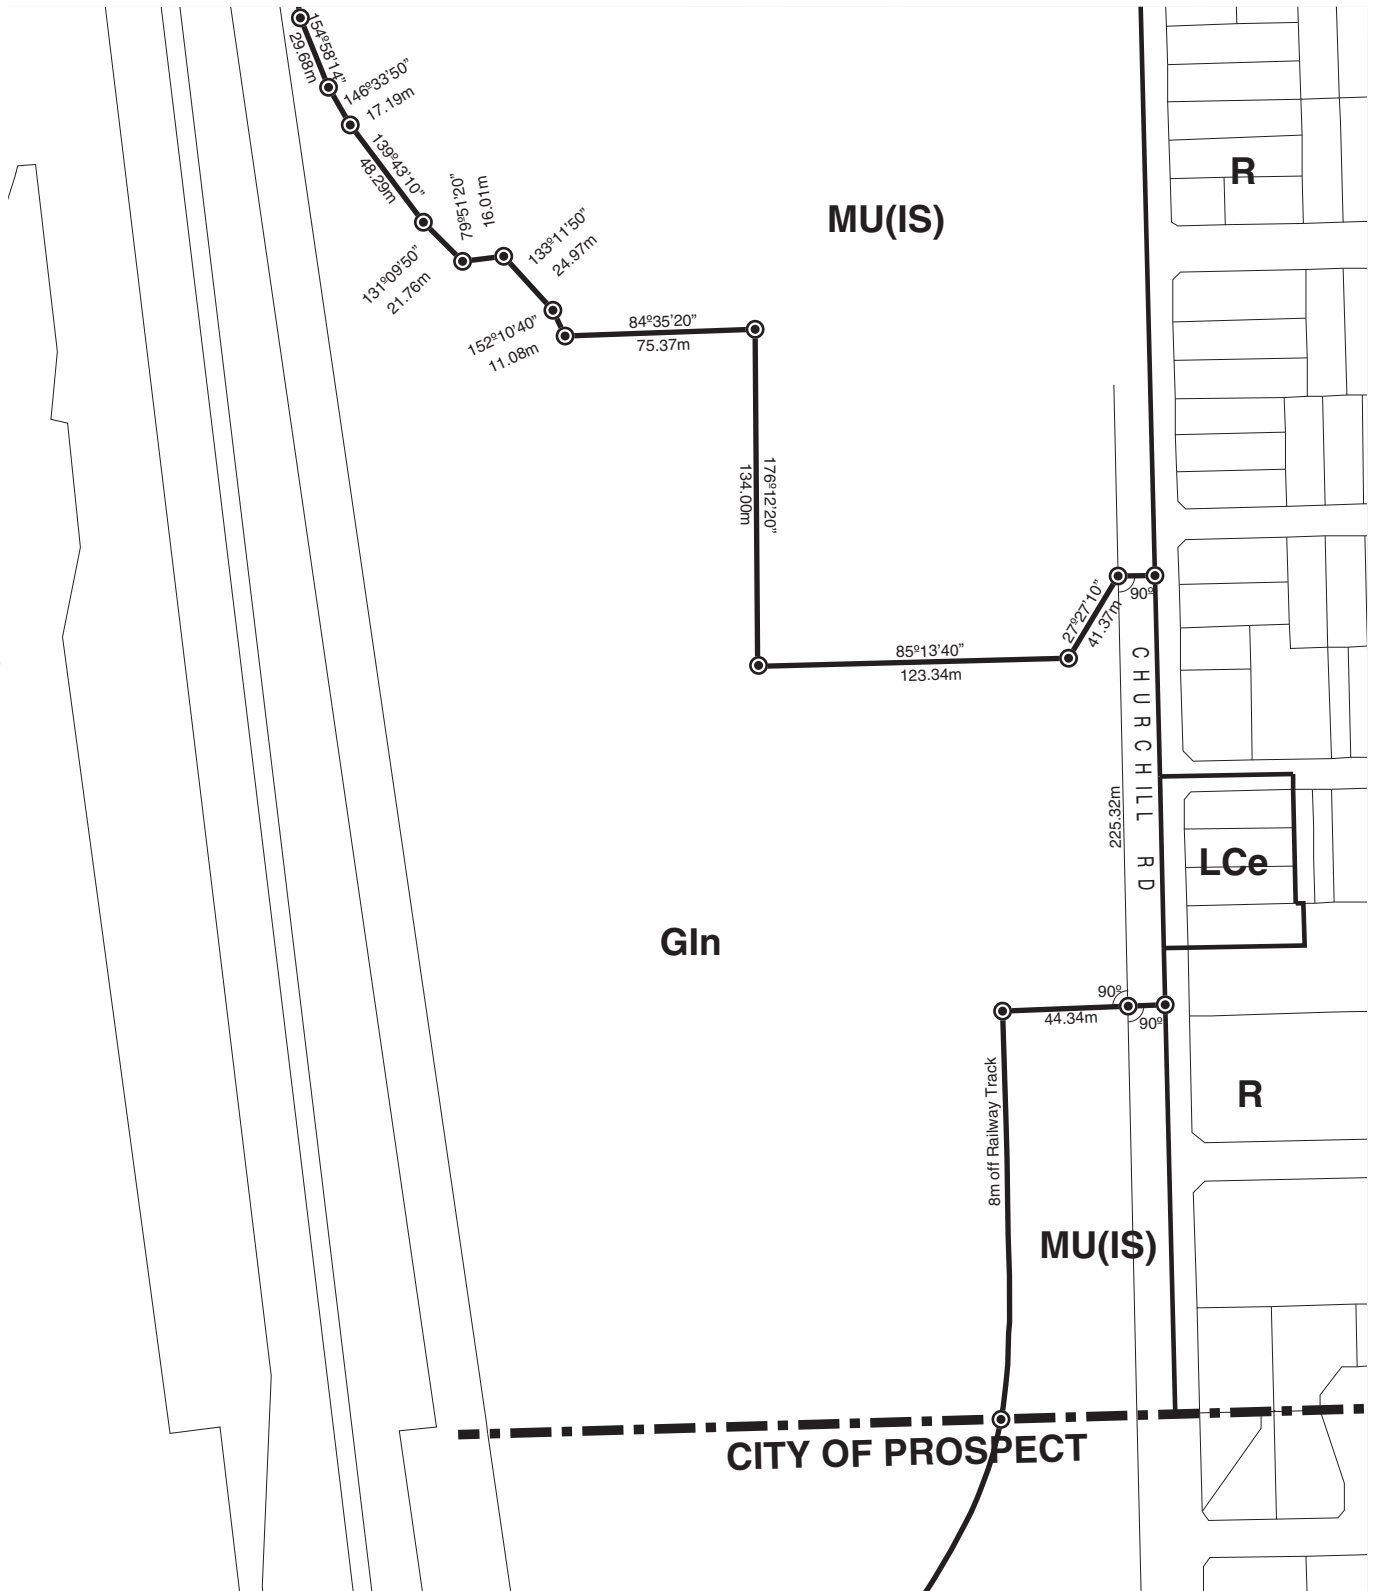 154º58’14”
29.68m
146º33’50”
17.19m
139º43’10”
48.29m
R
79º51’20”
16.01m
MU(IS)
133º11’50”
24.97m
131º09’50”
21.76m
152º10’40”
11.08m
84º35’20”
75.37m
176º12’20”
134.00m
90º
27º27’10”
41.37m
85º13’40”
123.34m
CHURCHILL RD
225.32m
LCe
GIn
90º
44.34m
90º
8m off Railway Track
R
MU(IS)
CITY OF PROSPECT